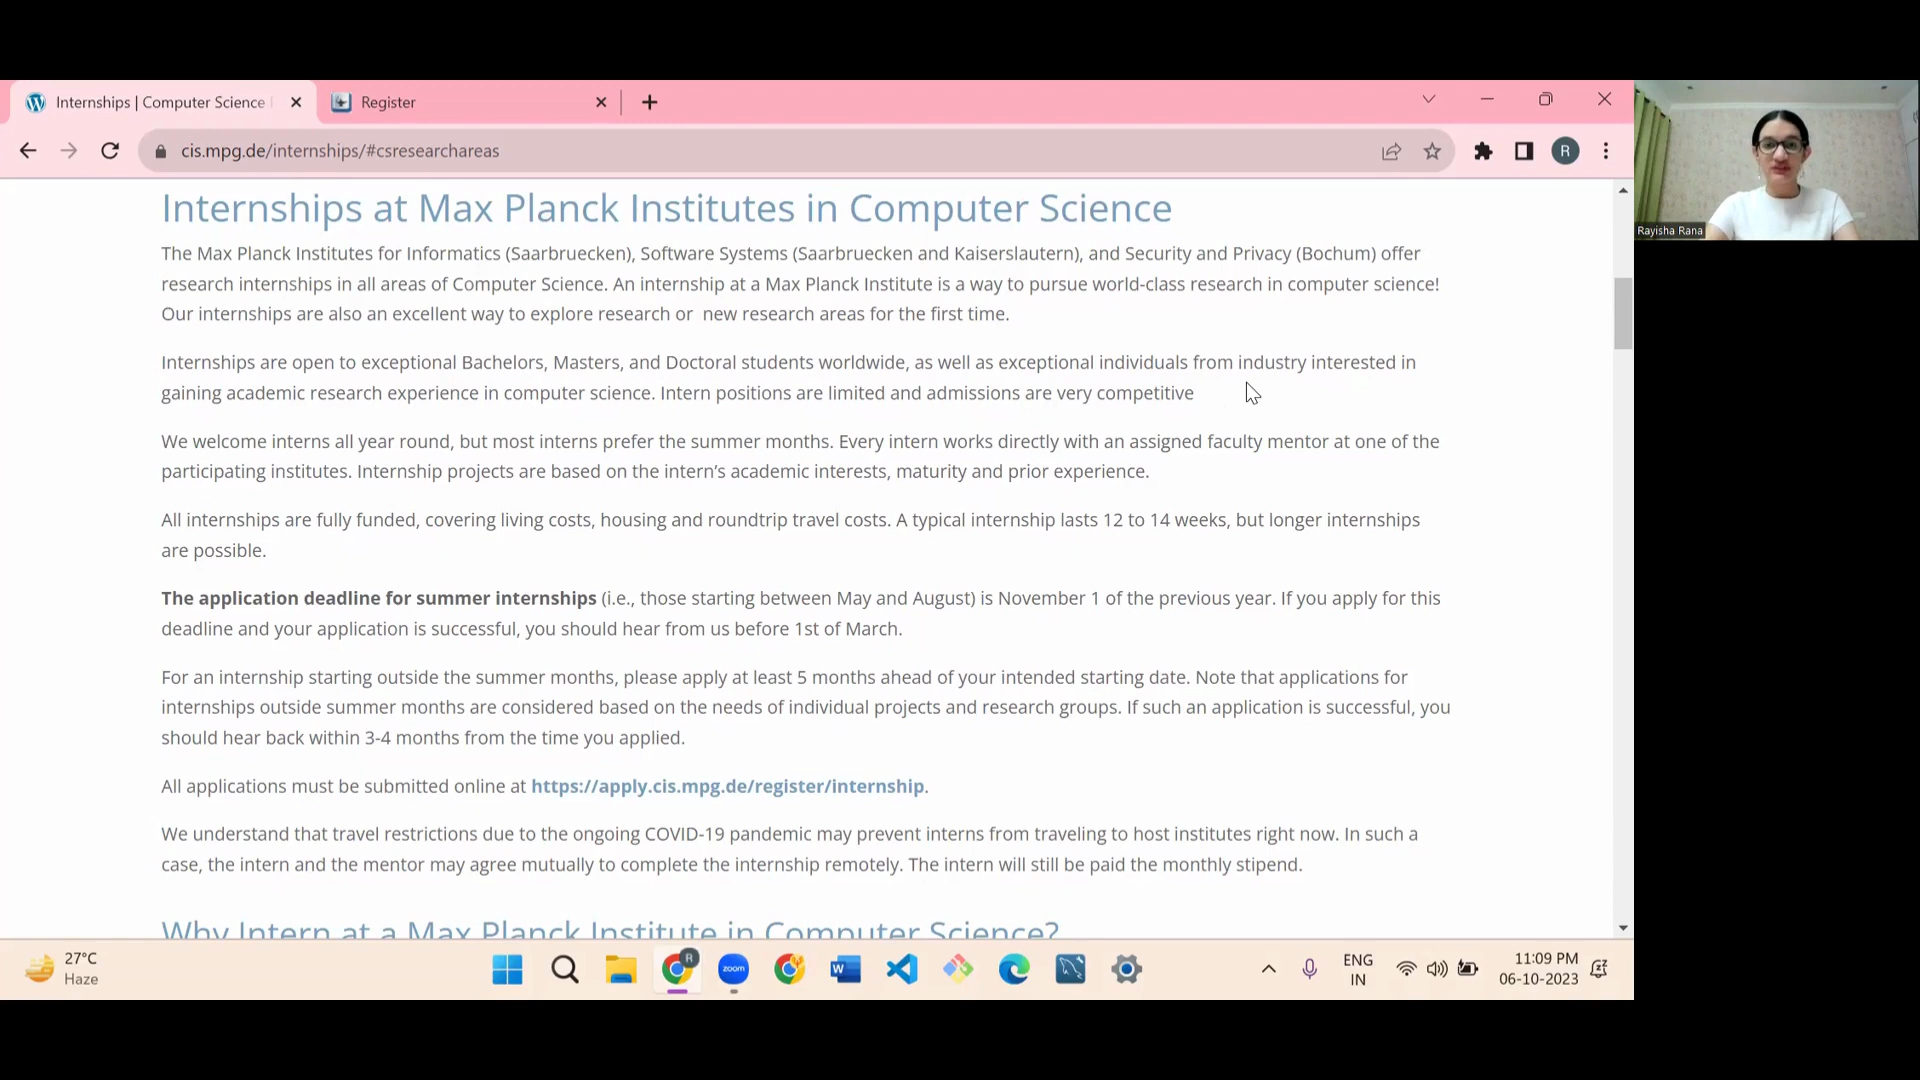 Internships | Computer Science
Register
cis.mpg.de/internships/#csresearchareas
R
Internships at Max Planck Institutes in Computer Science
The Max Planck Institutes for Informatics (Saarbruecken), Software Systems (Saarbruecken and Kaiserslautern), and Security and Privacy (Bochum) offer
research internships in all areas of Computer Science. An internship at a Max Planck Institute is a way to pursue world-class research in computer science!
Our internships are also an excellent way to explore research or  new research areas for the first time.
Internships are open to exceptional Bachelors, Masters, and Doctoral students worldwide, as well as exceptional individuals from industry interested in
gaining academic research experience in computer science. Intern positions are limited and admissions are very competitive
We welcome interns all year round, but most interns prefer the summer months. Every intern works directly with an assigned faculty mentor at one of the
participating institutes. Internship projects are based on the intern’s academic interests, maturity and prior experience.
All internships are fully funded, covering living costs, housing and roundtrip travel costs. A typical internship lasts 12 to 14 weeks, but longer internships
are possible.
The application deadline for summer internships (i.e., those starting between May and August) is November 1 of the previous year. If you apply for this
deadline and your application is successful, you should hear from us before 1st of March.
For an internship starting outside the summer months, please apply at least 5 months ahead of your intended starting date. Note that applications for
internships outside summer months are considered based on the needs of individual projects and research groups. If such an application is successful, you
should hear back within 3-4 months from the time you applied.
All applications must be submitted online at https://apply.cis.mpg.de/register/internship.
We understand that travel restrictions due to the ongoing COVID-19 pandemic may prevent interns from traveling to host institutes right now. In such a
case, the intern and the mentor may agree mutually to complete the internship remotely. The intern will still be paid the monthly stipend.
Why Intern at a Max Planck Institute in Computer Science?
Rayisha Rana
27°C
Haze
R
zoom
W
ENG
IN
11:09 PM
06-10-2023